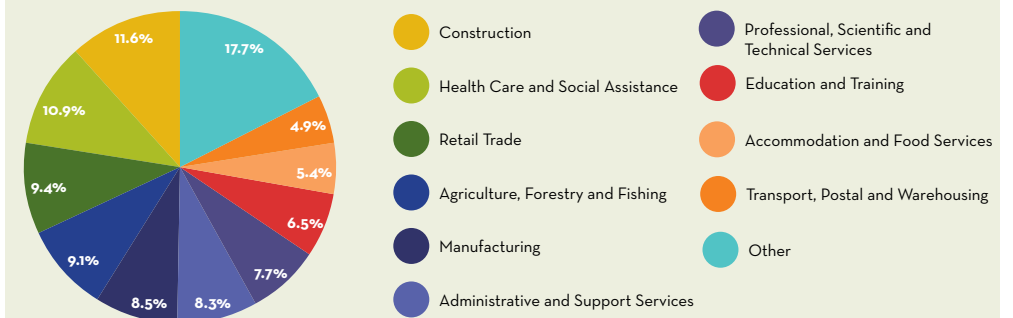 11.6%
17.7%
10.9%
4.9%
9.4%
5.4%
9.1%
6.5%
8.5%
8.3%
7.7%
Construction
Health Care and Social Assistance
Retail Trade
Agriculture, Forestry and Fishing
Manufacturing
Administrative and Support Services
Professional, Scientific and
Technical Services
Education and Training
Accommodation and Food Services
Transport, Postal and Warehousing
Other